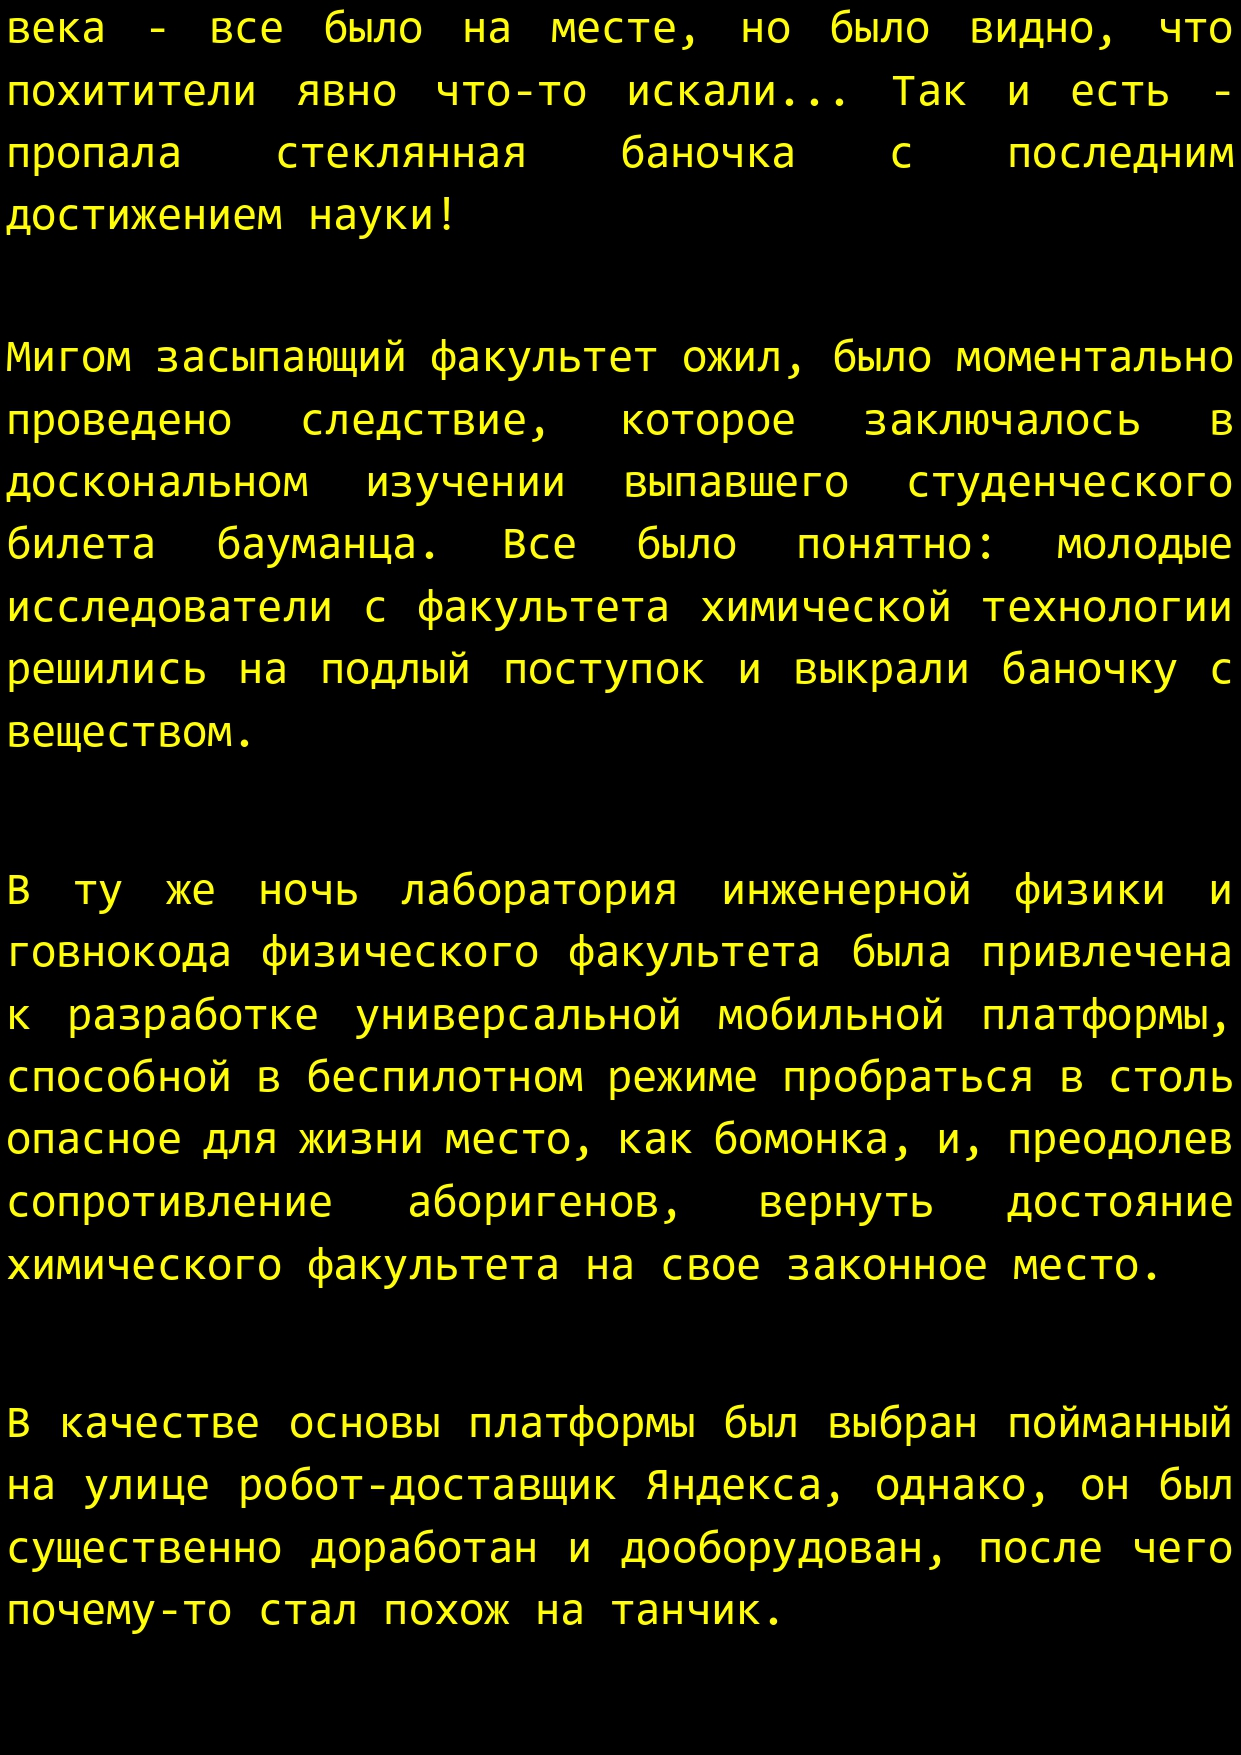 века - все было на месте, но было видно, что
похитители явно что-то искали... Так и есть -
пропала стеклянная баночка с последним
достижением науки!
Мигом засыпающий факультет ожил, было моментально
проведено следствие, которое заключалось в
доскональном изучении выпавшего студенческого
билета бауманца. Все было понятно: молодые
исследователи с факультета химической технологии
решились на подлый поступок и выкрали баночку с
веществом.
В ту же ночь лаборатория инженерной физики и
говнокода физического факультета была привлечена
к разработке универсальной мобильной платформы,
способной в беспилотном режиме пробраться в столь
опасное для жизни место, как бомонка, и, преодолев
сопротивление аборигенов, вернуть достояние
химического факультета на свое законное место.
В качестве основы платформы был выбран пойманный
на улице робот-доставщик Яндекса, однако, он был
существенно доработан и дооборудован, после чего
почему-то стал похож на танчик.